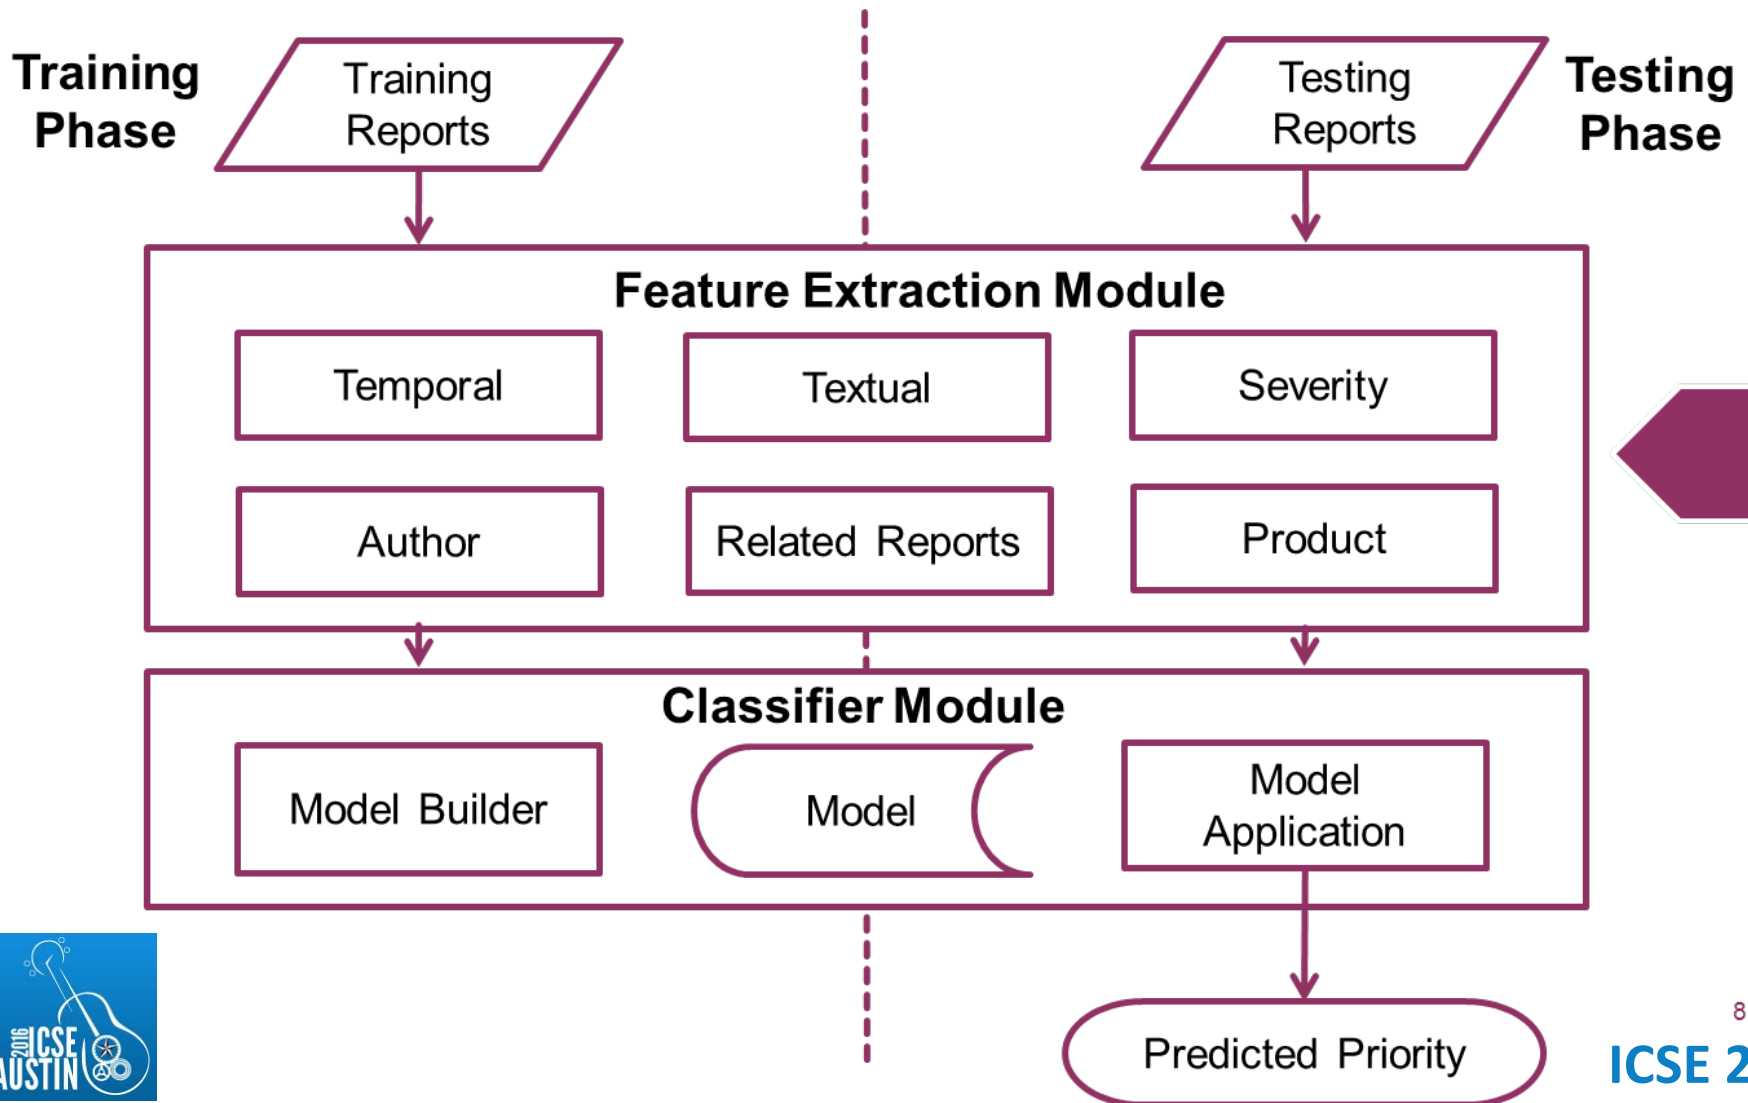 Training
Phase
Training
Reports
Testing
Reports
Testing
Phase
Feature Extraction Module
Temporal
Textual
Severity
Author
Related Reports
Product
Classifier Module
Model Builder
Model
Model
Application
Predicted Priority
2016
ICSE
AUSTIN
8
ICSE 2